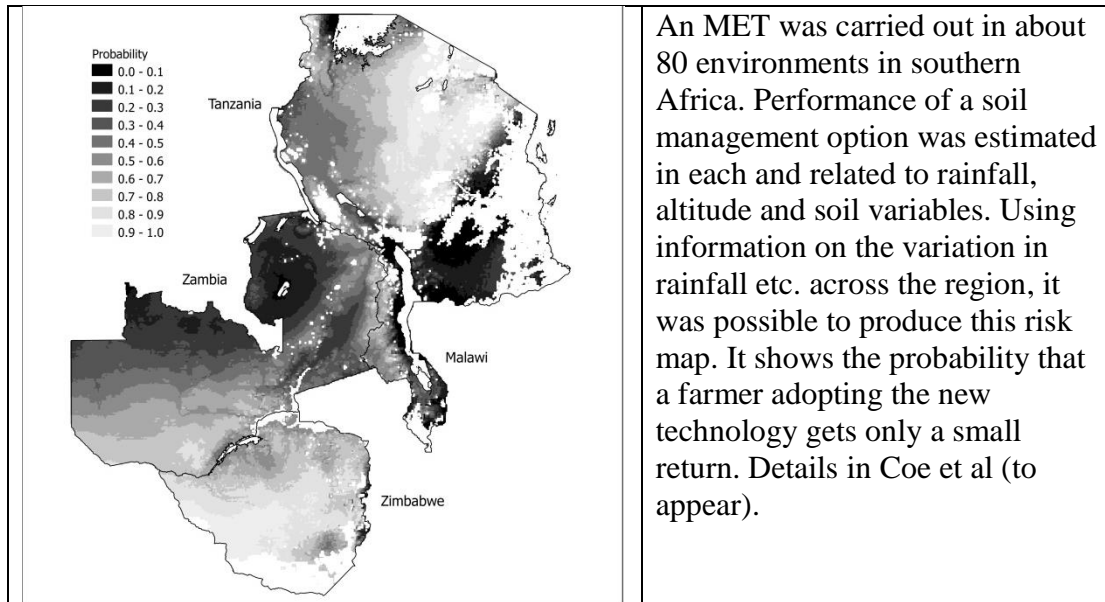 Probability
0.0 - 0.1
0.1 - 0.2
0.2 - 0.3
0.3 - 0.4
0.4 - 0.5
0.5 - 0.6
0.6 - 0.7
0.7 - 0.8
0.8 - 0.9
0.9 - 1.0
Tanzania
Zambia
Malawi
Zimbabwe
An MET was carried out in about
80 environments in southern
Africa. Performance of a soil
management option was estimated
in each and related to rainfall,
altitude and soil variables. Using
information on the variation in
rainfall etc. across the region, it
was possible to produce this risk
map. It shows the probability that
a farmer adopting the new
technology gets only a small
return. Details in Coe et al (to
appear).